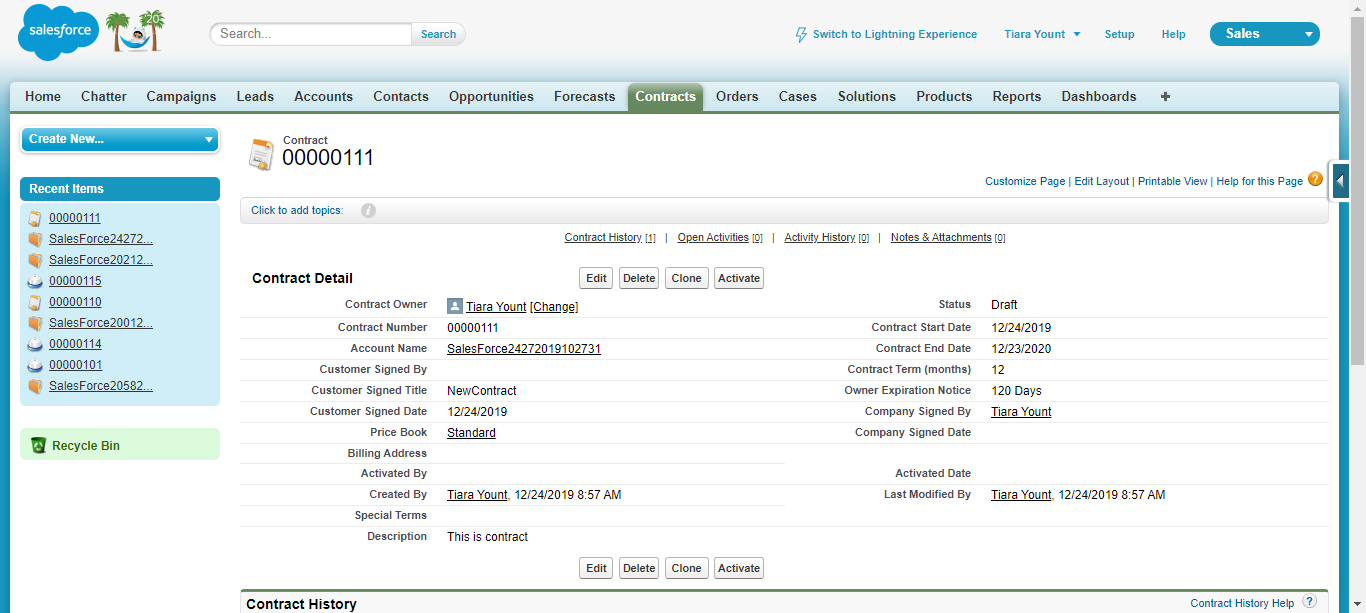 salesforce
20
Search...
Search
Switch to Lightning Experience
Tiara Yount
Setup
Help
Sales
Home Chatter Campaigns Leads Accounts Contacts Opportunities Forecasts Contracts Orders Cases Solutions Products Reports Dashboards +
Create New...
Recent Items
00000111
SalesForce24272...
SalesForce20212...
00000115
00000110
SalesForce20012...
00000114
00000101
SalesForce20582...
Recycle Bin
Contract
00000111
Customize Page | Edit Layout | Printable View | Help for this Page ?
Click to add topics: i
Contract History [1] | Open Activities [0] | Activity History [0] | Notes & Attachments [0]
Contract Detail Edit Delete Clone Activate
Contract Owner Tiara Yount [Change] Status Draft
Contract Number 00000111 Contract Start Date 12/24/2019
Account Name SalesForce24272019102731 Contract End Date 12/23/2020
Customer Signed By Contract Term (months) 12
Customer Signed Title NewContract Owner Expiration Notice 120 Days
Customer Signed Date 12/24/2019 Company Signed By Tiara Yount
Price Book Standard Company Signed Date
Billing Address
Activated By Activated Date
Created By Tiara Yount, 12/24/2019 8:57 AM Last Modified By Tiara Yount, 12/24/2019 8:57 AM
Special Terms
Description This is contract
Edit Delete Clone Activate
Contract History Contract History Help ?